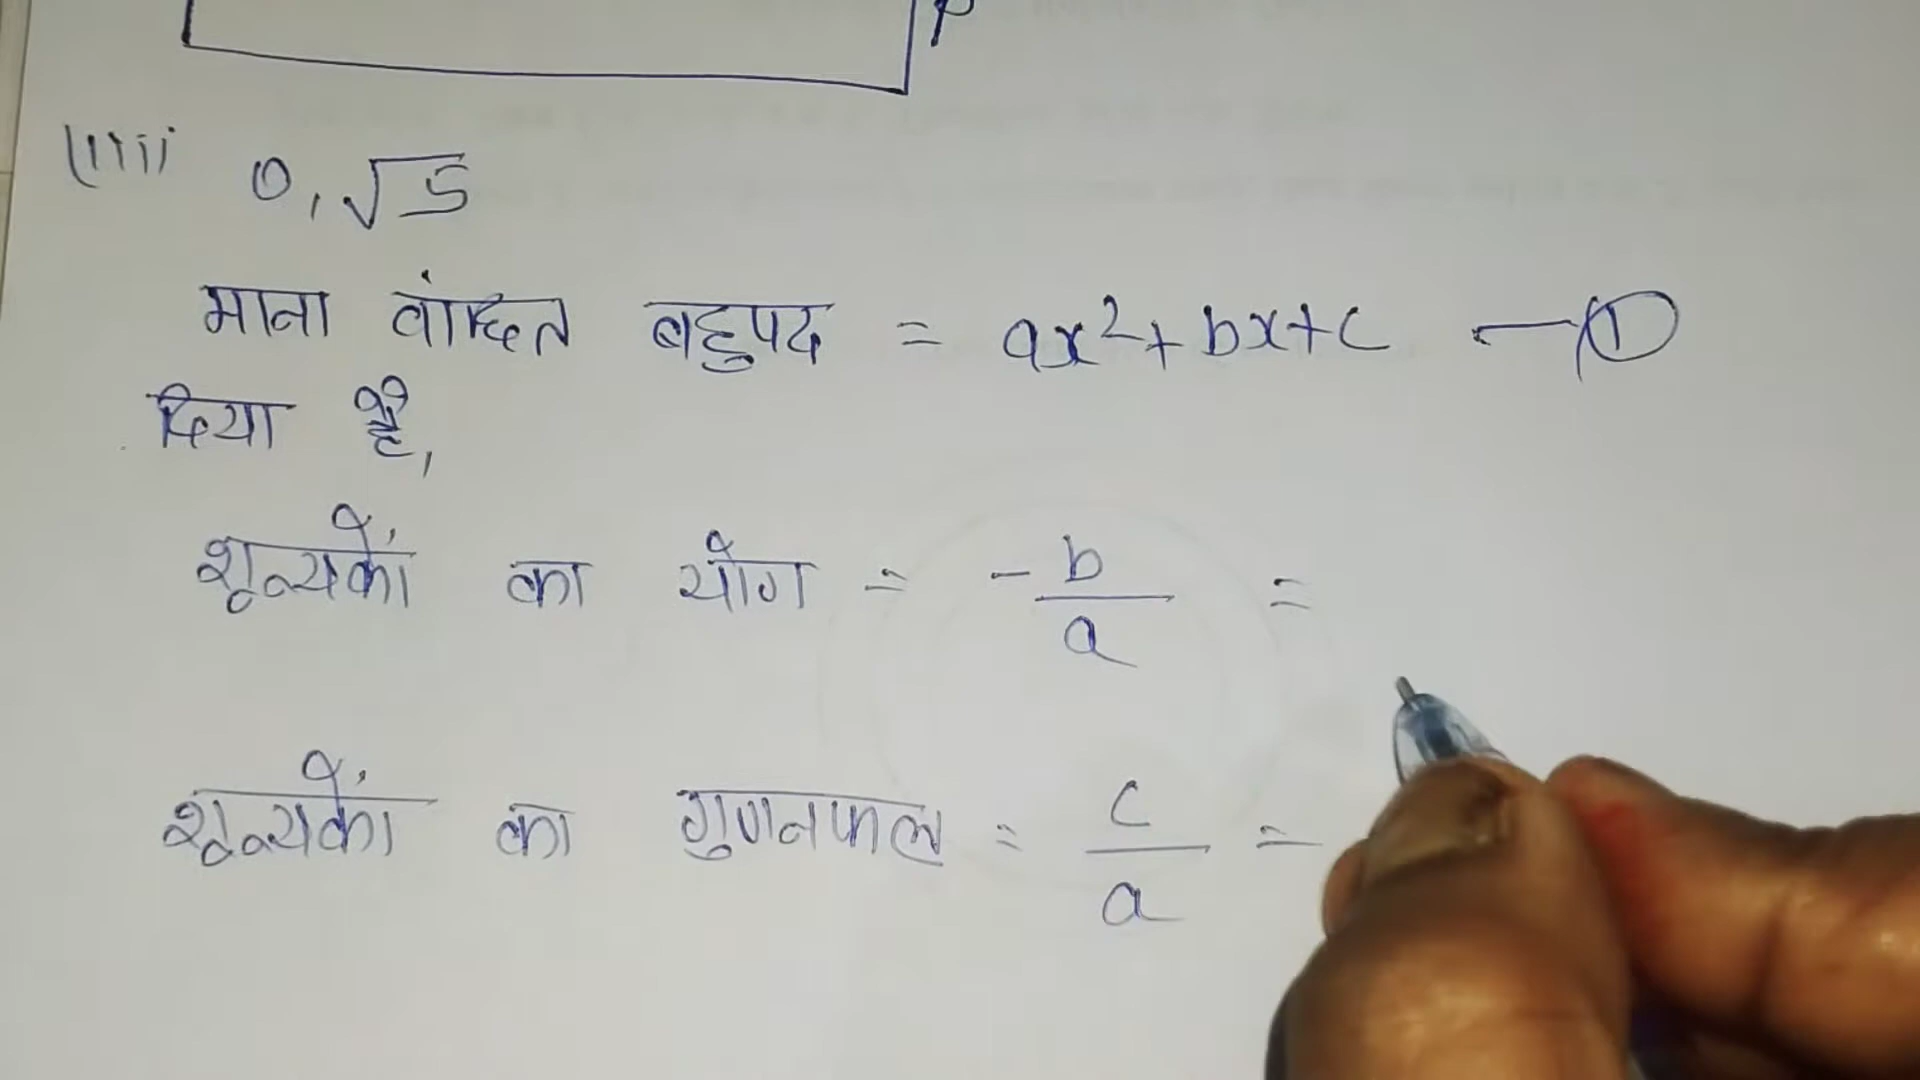 (iii) 0, √5
माना वांछित बहुपद = ax²+bx+c —①
दिया है,
शून्यकों का योग = -b/a =
शून्यकों का गुणनफल = c/a =